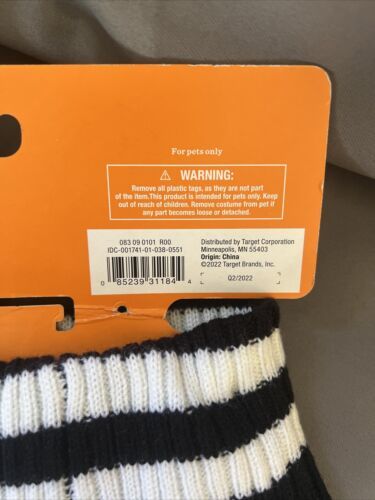 For pets only
⚠ WARNING:
Remove all plastic tags, as they are not part
of the item.This item is intended for pets only. Keep
out of reach of children. Remove costume from pet if
any part becomes loose or detached.
083 09 0101 R00
IDC-001741-01-038-0551
0 85239 31184 4
Distributed by Target Corporation
Minneapolis, MN 55403
Origin: China
©2022 Target Brands, Inc.
Q2/2022